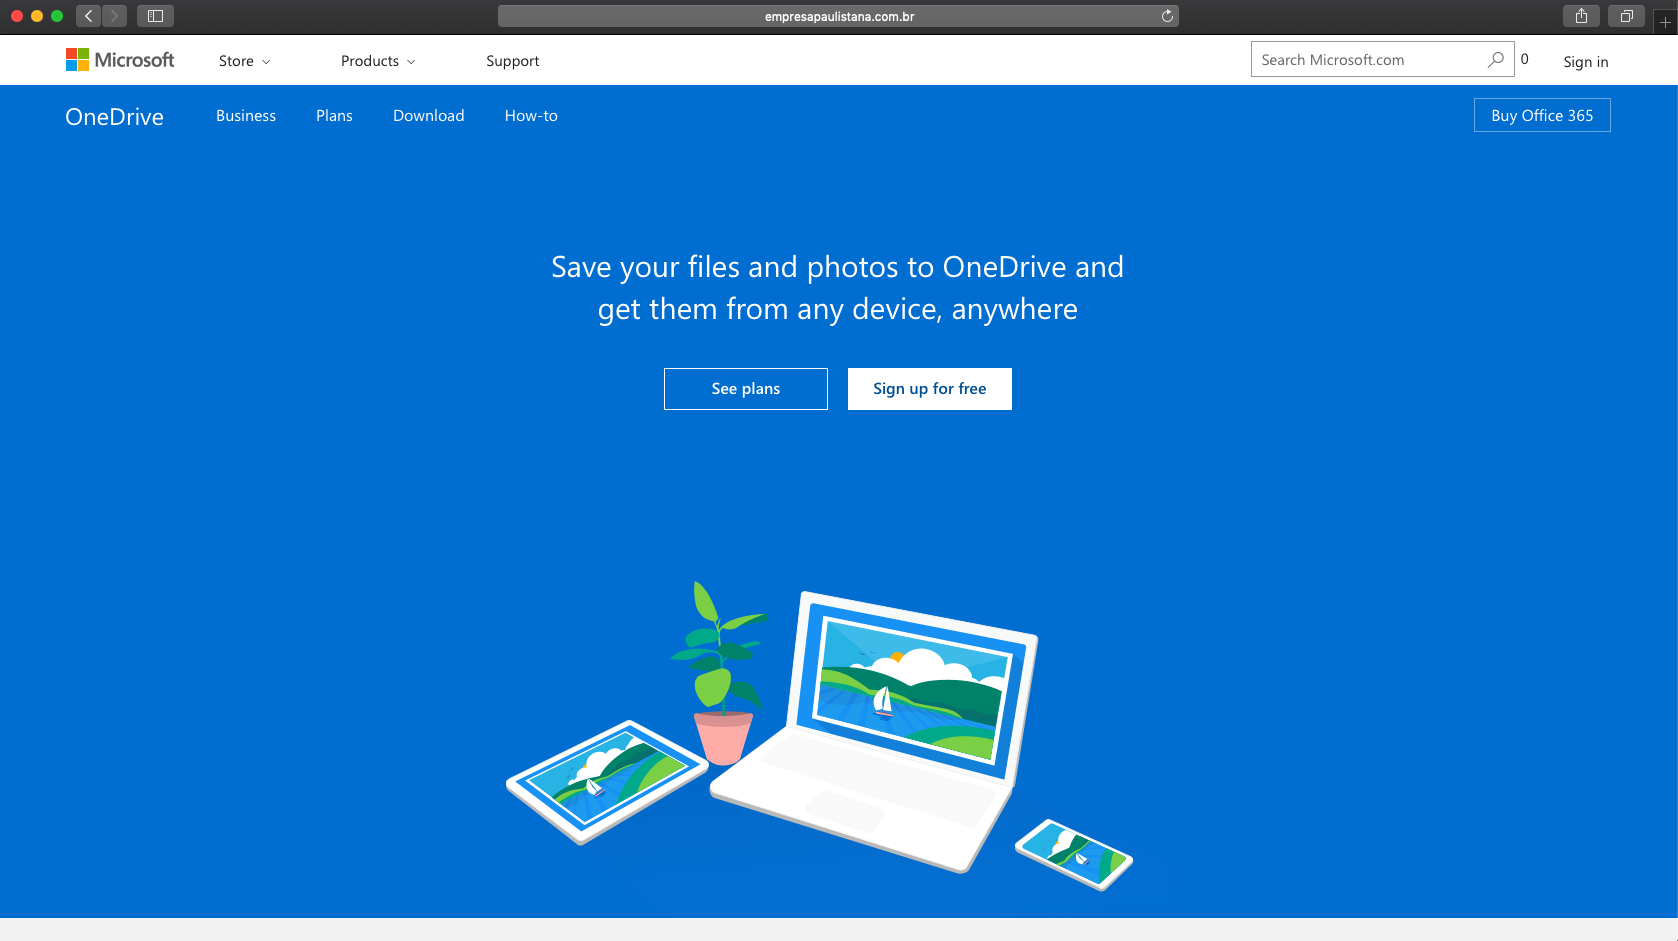 empresapaulistana.com.br
Microsoft
Store
Products
Support
Search Microsoft.com
0
Sign in
OneDrive
Business
Plans
Download
How-to
Buy Office 365
Save your files and photos to OneDrive and
get them from any device, anywhere
See plans
Sign up for free